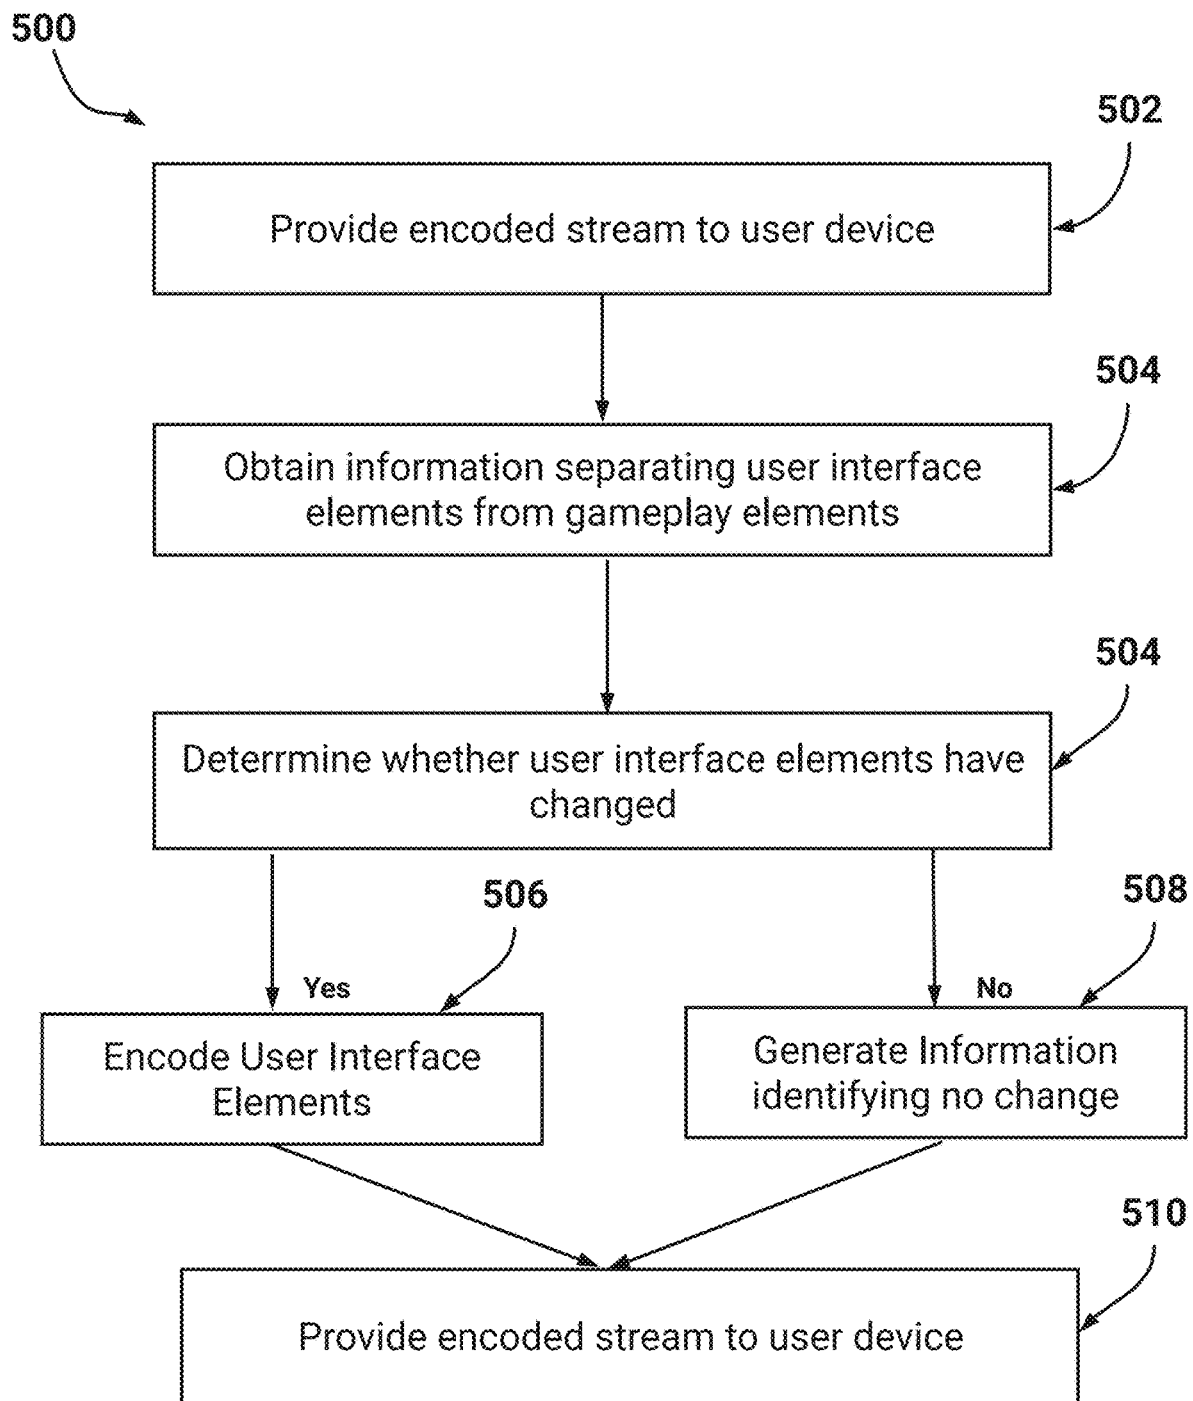 500
502
Provide encoded stream to user device
504
Obtain information separating user interface
elements from gameplay elements
504
Deterrmine whether user interface elements have
changed
506
508
Yes
No
Encode User Interface
Elements
Generate Information
identifying no change
510
Provide encoded stream to user device